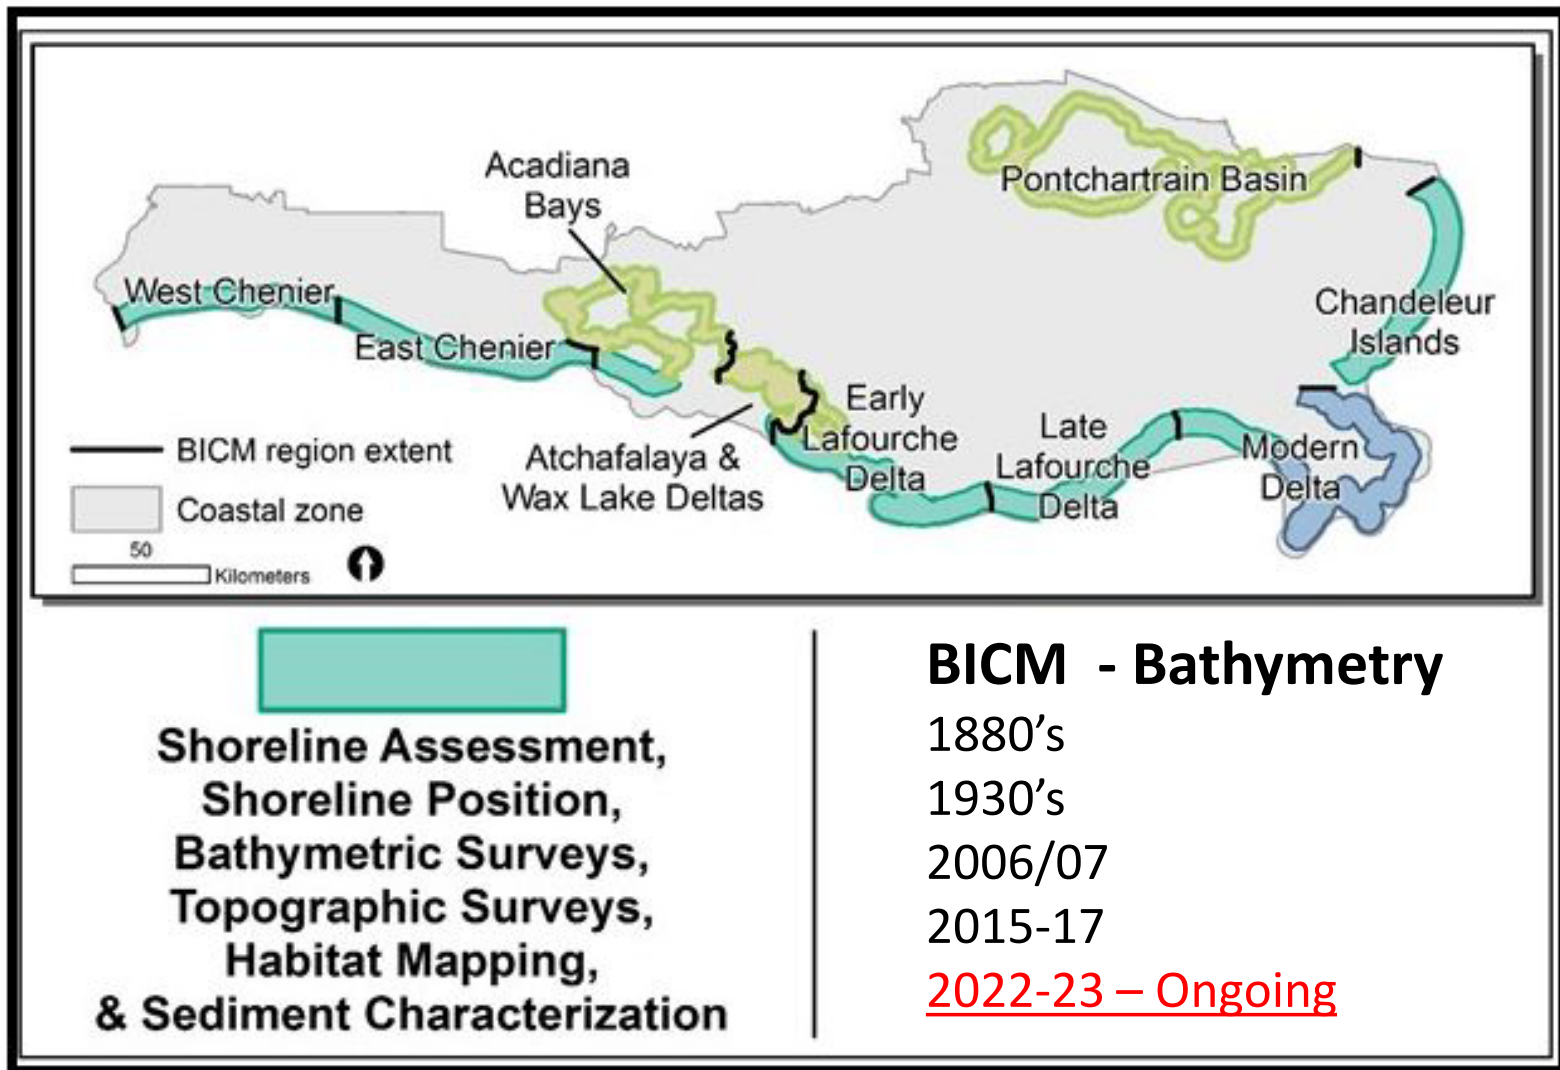 Acadiana
Bays
Pontchartrain Basin
West Chenier
East Chenier
Chandeleur
Islands
Early
Lafourche
Delta
Late
Lafourche
Delta
Modern
Delta
Atchafalaya &
Wax Lake Deltas
BICM region extent
Coastal zone
50
Kilometers
Shoreline Assessment,
Shoreline Position,
Bathymetric Surveys,
Topographic Surveys,
Habitat Mapping,
& Sediment Characterization
BICM - Bathymetry
1880’s
1930’s
2006/07
2015-17
2022-23 – Ongoing